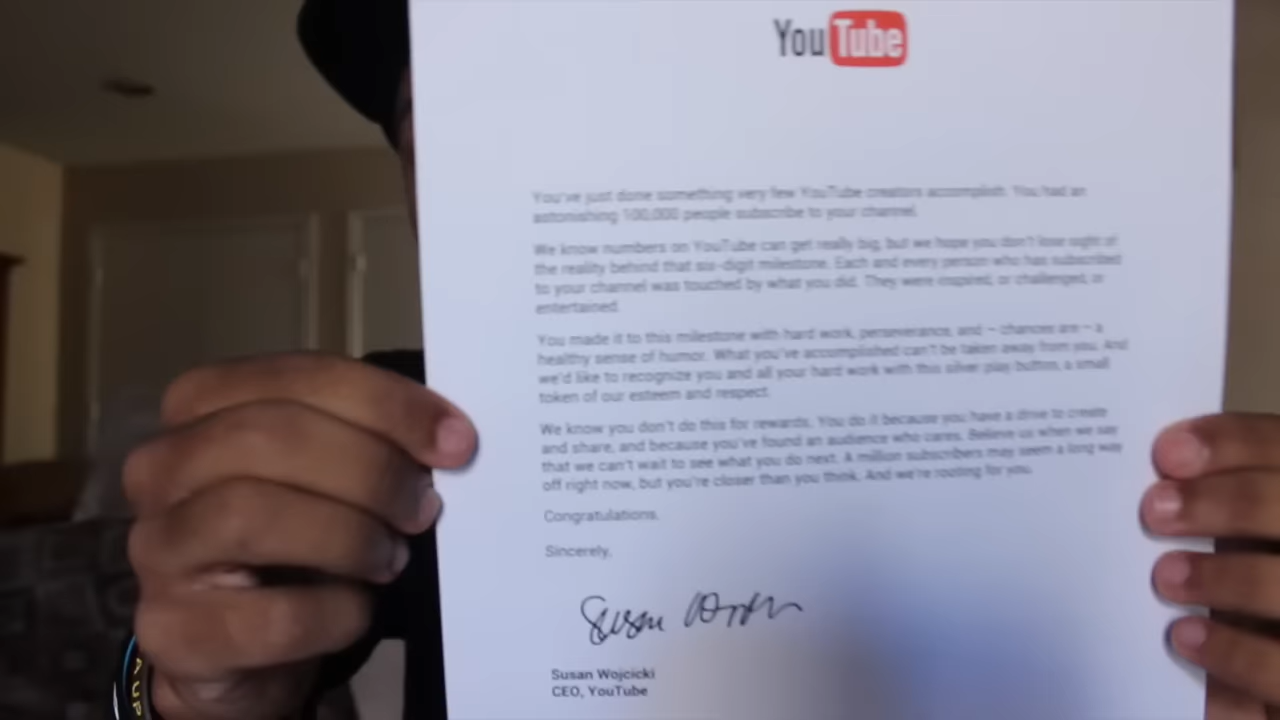 YouTube
You've just done something very few YouTube creators accomplish. You had an
astonishing 100,000 people subscribe to your channel.
We know numbers on YouTube can get really big, but we hope you don't lose sight of
the reality behind that six-digit milestone. Each and every person who has subscribed
to your channel was touched by what you did. They were inspired, or challenged, or
entertained.
You made it to this milestone with hard work, perseverance, and – chances are – a
healthy sense of humor. What you've accomplished can't be taken away from you. And
we'd like to recognize you and all your hard work with this silver play button, a small
token of our esteem and respect.
We know you don't do this for rewards. You do it because you have a drive to create
and share, and because you've found an audience who cares. Believe us when we say
that we can't wait to see what you do next. A million subscribers may seem a long way
off right now, but you're closer than you think. And we're rooting for you.
Congratulations,
Sincerely,
Susan Wojcicki
CEO, YouTube